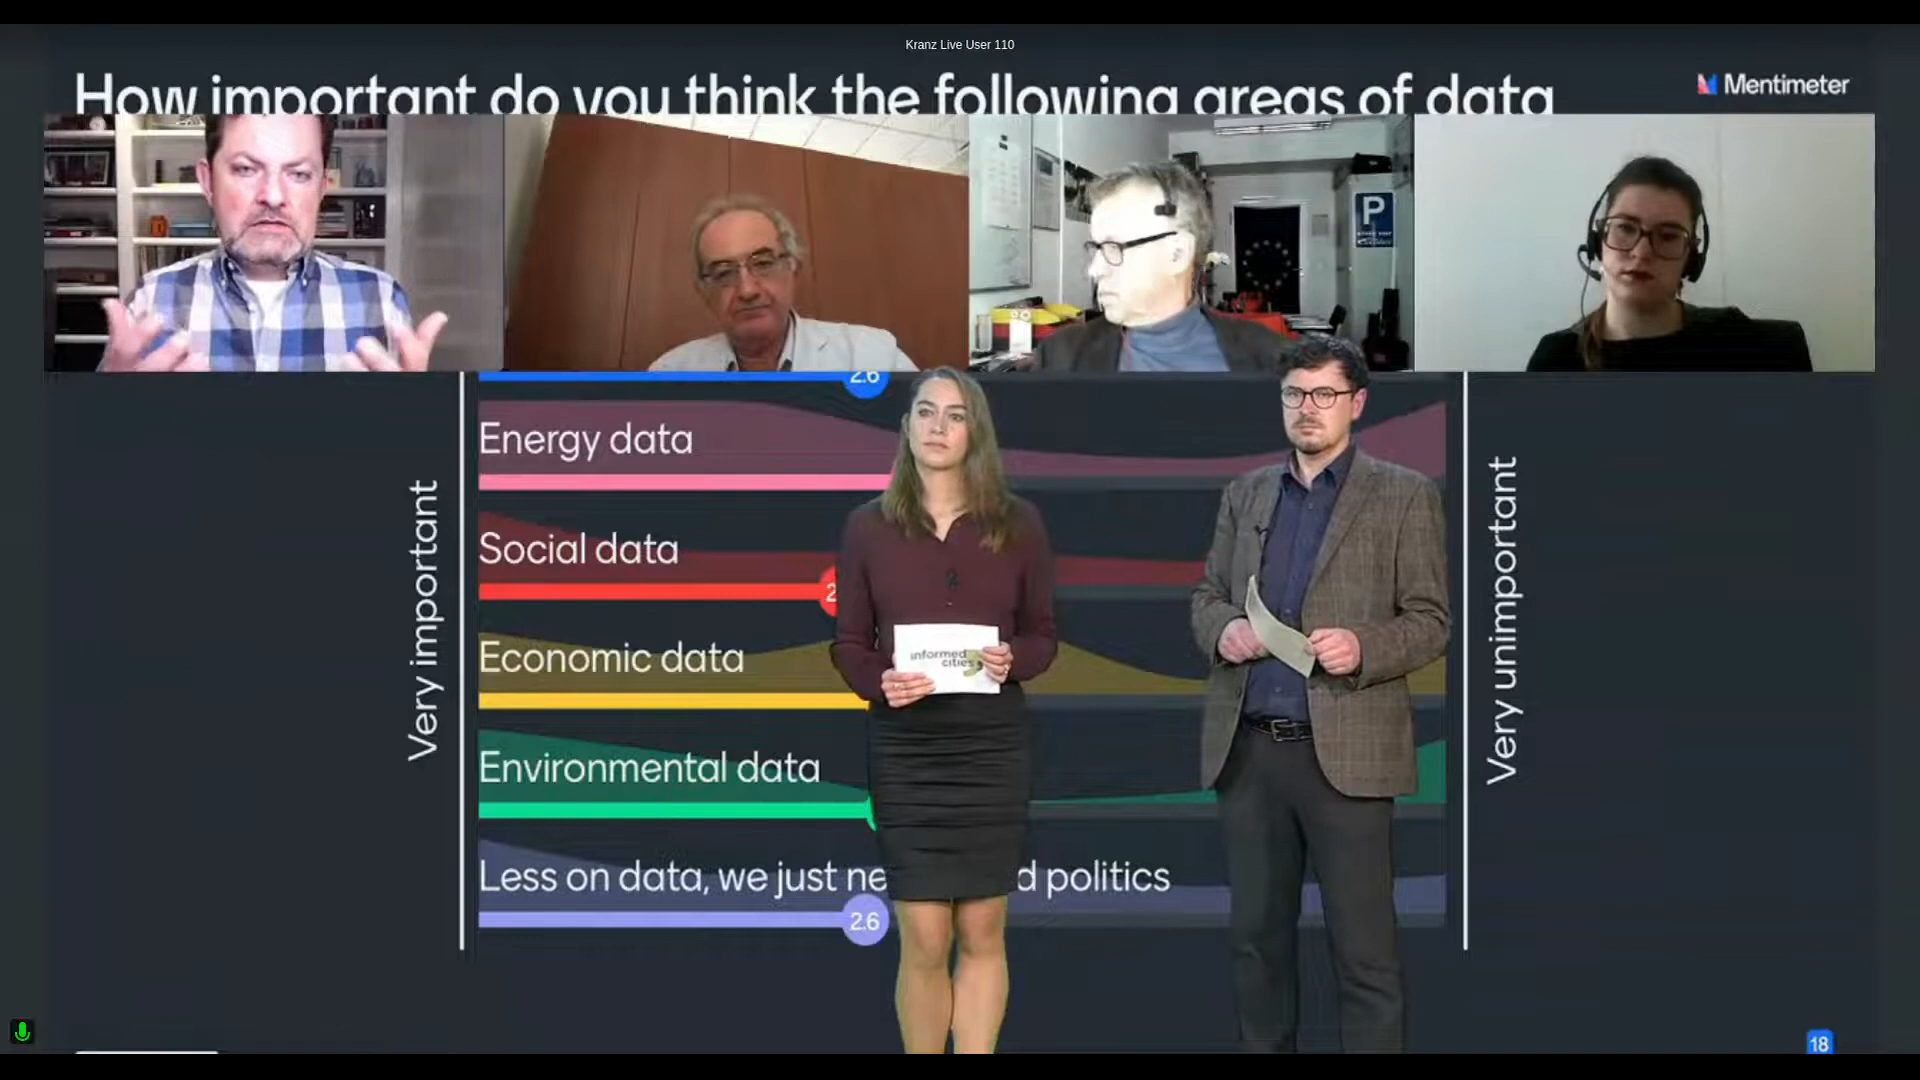 Kranz Live User 110
How important do you think the following areas of data
Mentimeter
P
2.6
Energy data
Social data
2
Economic data
informed
cities
Environmental data
Less on data, we just ne
d politics
2.6
Very important
Very unimportant
18